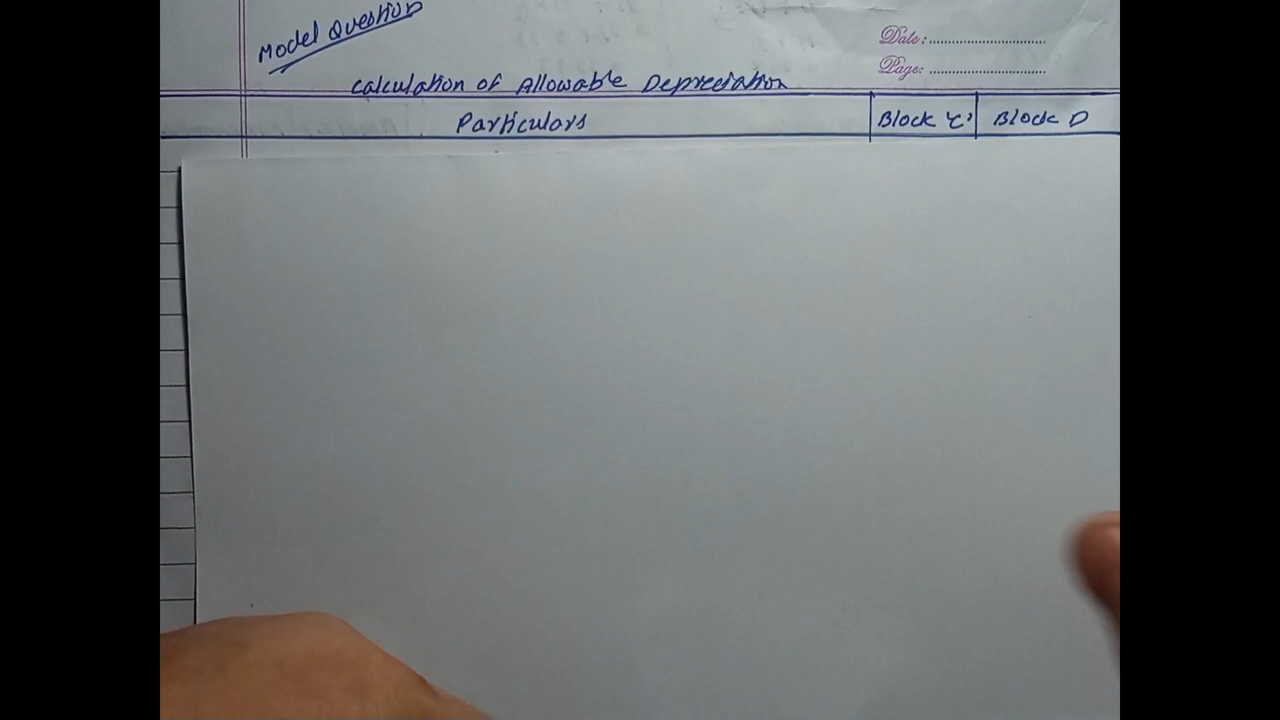 Model Question
Date:
Page:
Calculation of Allowable Depreciation
Particulars Block 'C' Block D